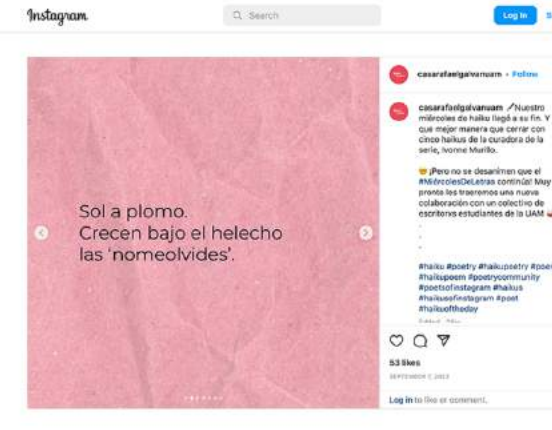 Instagram
Search
Log In
Sol a plomo.
Crecen bajo el helecho
las ‘nomeolvides’.
casarafaelgalvanuam • Follow
casarafaelgalvanuam Nuestro
miércoles de haiku llegó a su fin. Y
que mejor manera que cerrar con
cinco haikus de la curadora de la
serie, Ivonne Murillo.
¡Pero no se desanimen que el
#MiércolesDeLetras continúa! Muy
pronto les traeremos una nueva
colaboración con un colectivo de
escritorxs estudiantes de la UAM
.
.
.
#haiku #poetry #haikupoetry
#haikupoem #poetrycommunity
#poetsofinstagram #haikus
#haikusofinstagram #poet
#haikuoftheday
53 likes
SEPTEMBER 7, 2023
Log in to like or comment.